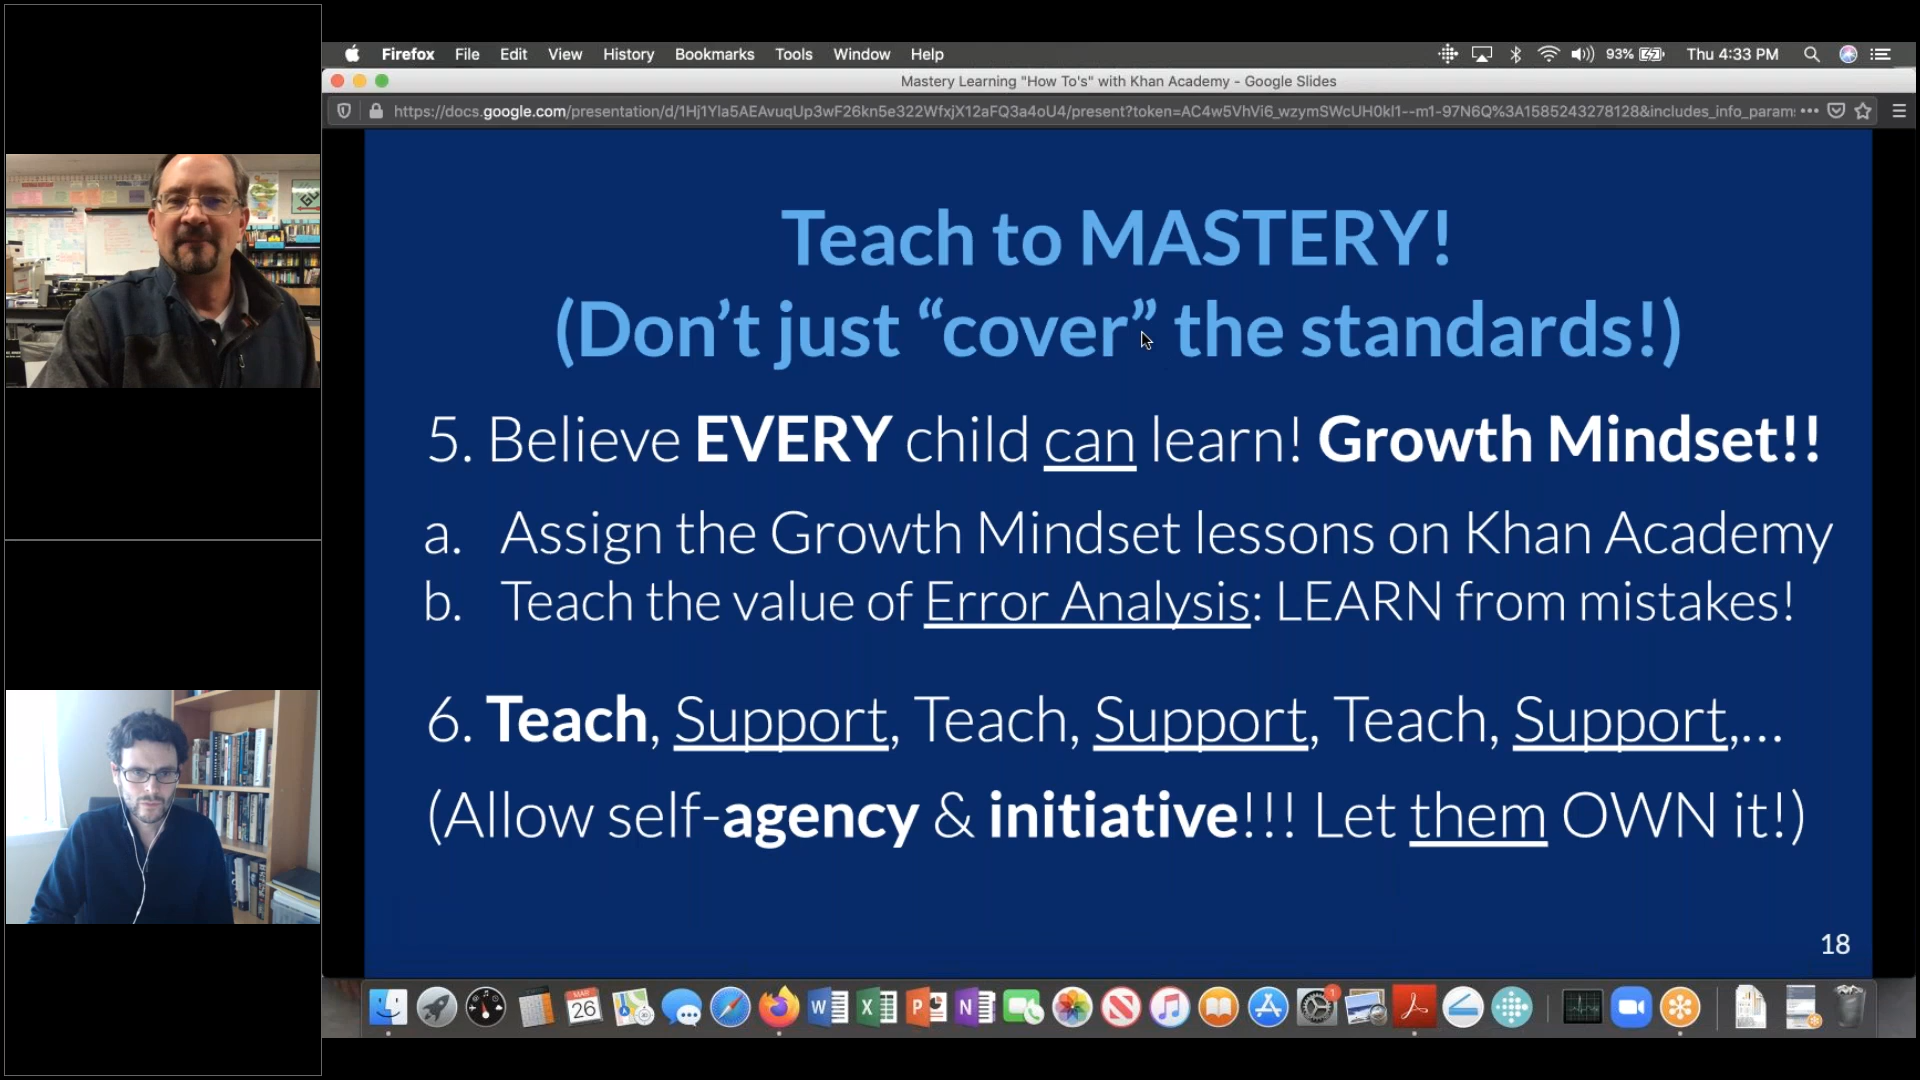 Firefox File Edit View History Bookmarks Tools Window Help 93% Thu 4:33 PM
Mastery Learning "How To's" with Khan Academy - Google Slides
https://docs.google.com/presentation/d/1Hj1Yla5AEAvuqUp3wF26kn5e322WfxjX12aFQ3a4oU4/present?token=AC4w5VhVi6_wzymSWcUH0kI1--m1-97N6Q%3A1585243278128&includes_info_param
Teach to MASTERY!
(Don’t just “cover” the standards!)
5. Believe EVERY child can learn! Growth Mindset!!
a. Assign the Growth Mindset lessons on Khan Academy
b. Teach the value of Error Analysis: LEARN from mistakes!
6. Teach, Support, Teach, Support, Teach, Support,...
(Allow self-agency & initiative!!! Let them OWN it!)
18
MAR
26
1